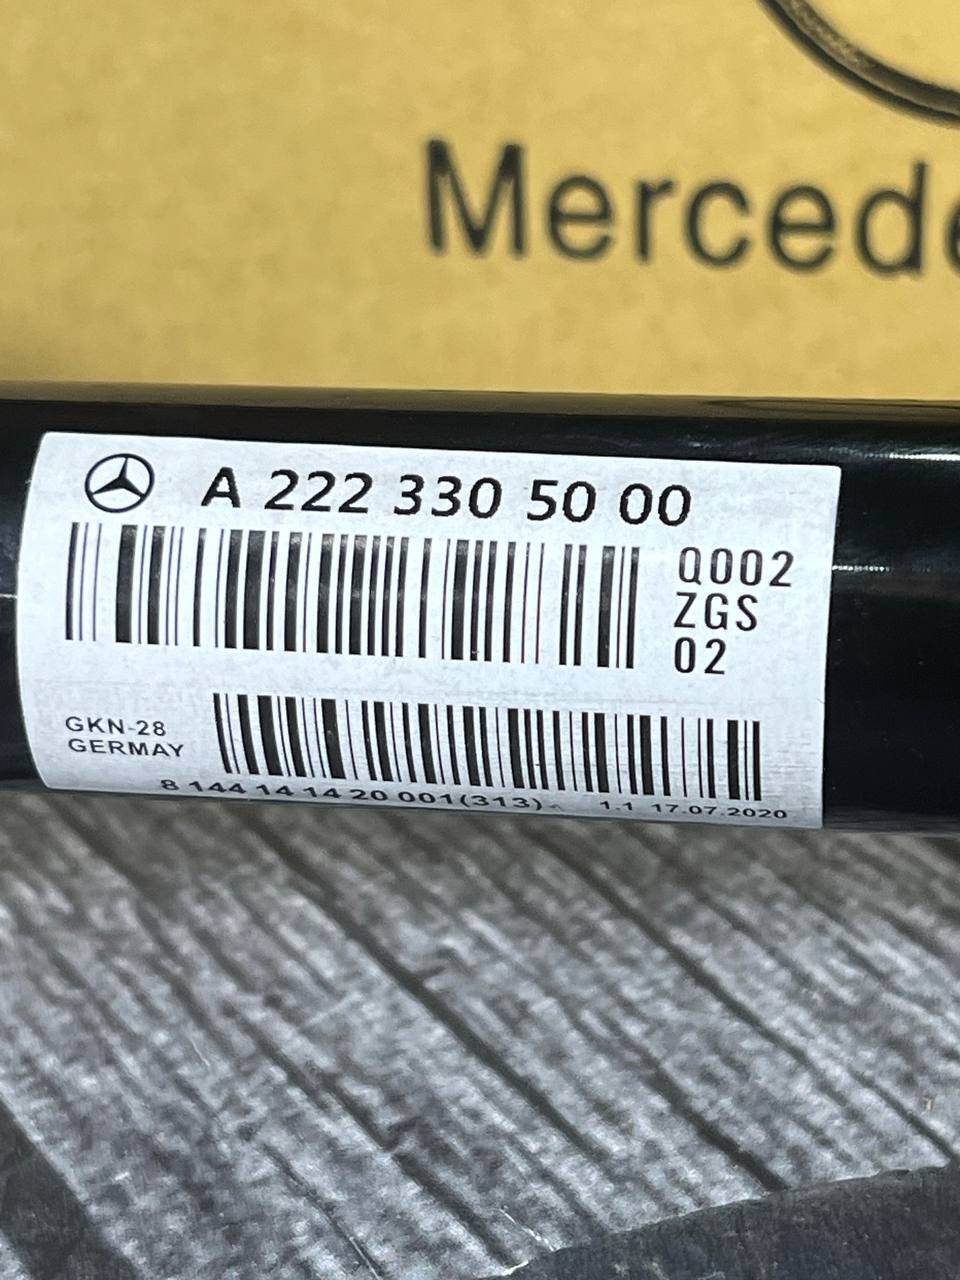 Mercede
A 222 330 50 00
Q002
ZGS
02
GKN-28
GERMAY
8 144 14 14 20 001(313)
1.1 17.07.2020